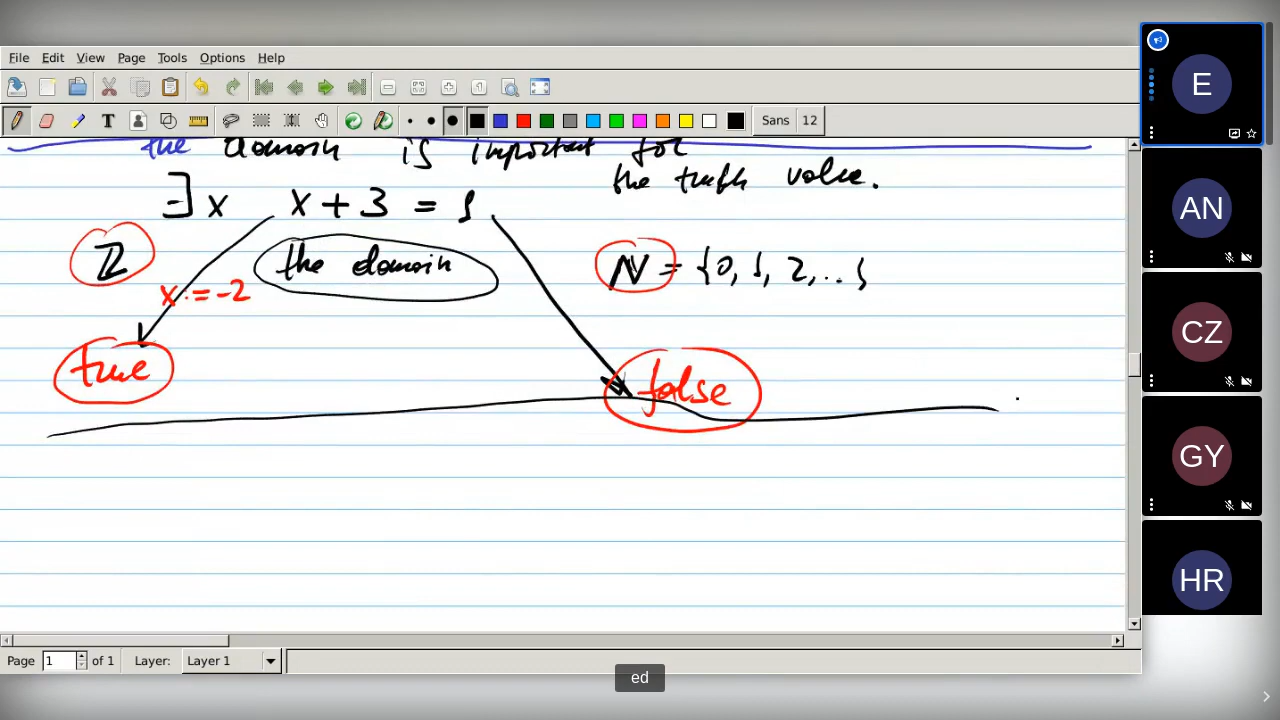 File Edit View Page Tools Options Help
Sans 12
the domain is important for
the truth value.
∃x x + 3 = 1
ℤ the domain ℕ = {0, 1, 2, ..}
x := -2
true
false
Page 1 of 1 Layer: Layer 1
ed
E
AN
CZ
GY
HR